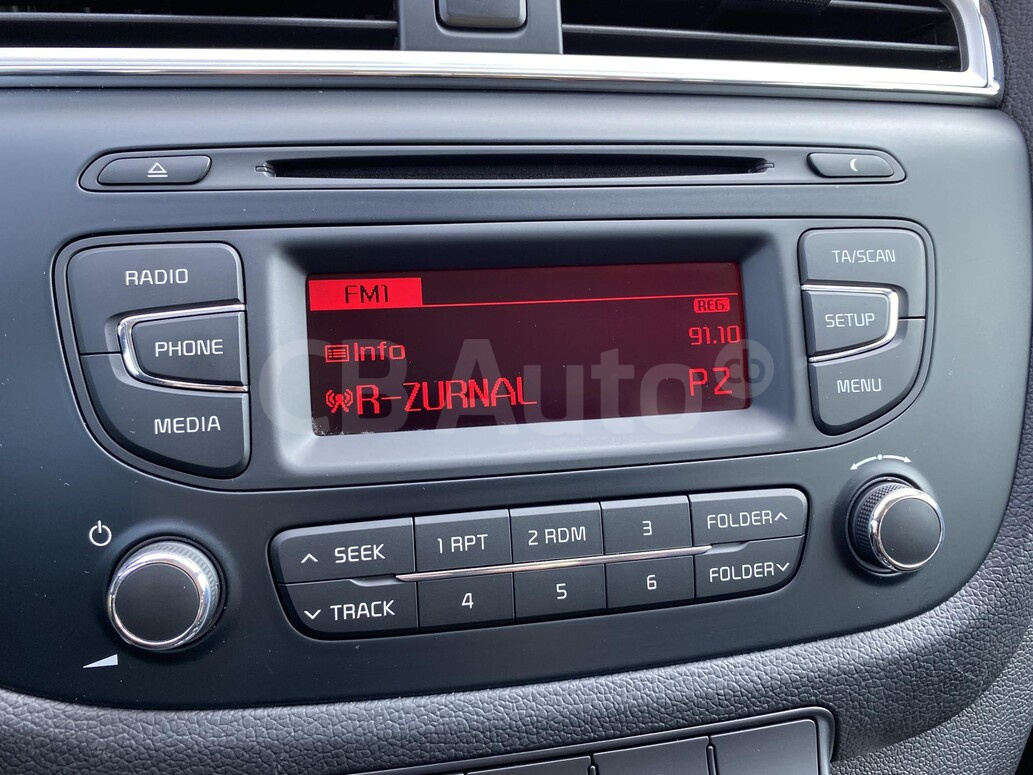 RADIO
PHONE
MEDIA
FM1
REG
91.10
Info
R-ZURNAL
P2
CB Auto
TA/SCAN
SETUP
MENU
SEEK
1 RPT
2 RDM
3
FOLDER
TRACK
4
5
6
FOLDER